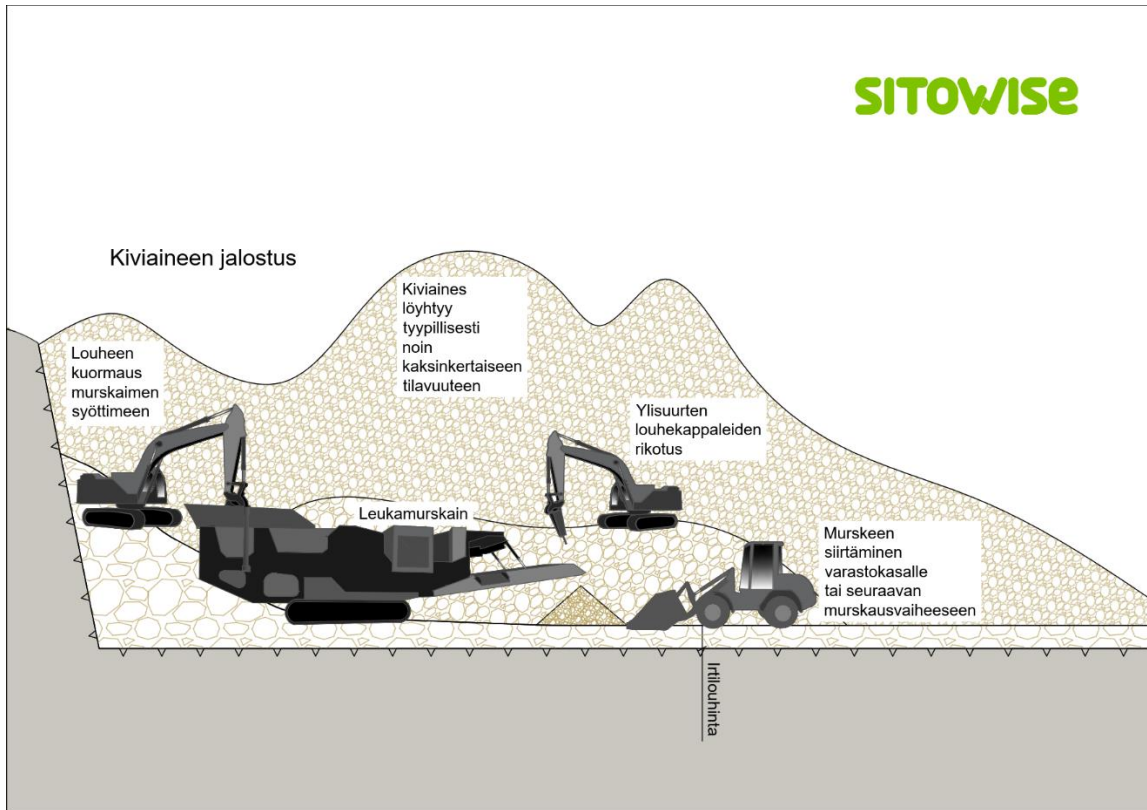 sitowise
Kiviaineen jalostus
Kiviaines
löyhtyy
tyypillisesti
noin
kaksinkertaiseen
tilavuuteen
Louheen
kuormaus
murskaimen
syöttimeen
Ylisuurten
louhekappaleiden
rikotus
Leukamurskain
Murskeen
siirtäminen
varastokasalle
tai seuraavan
murskausvaiheeseen
Irtilouhinta